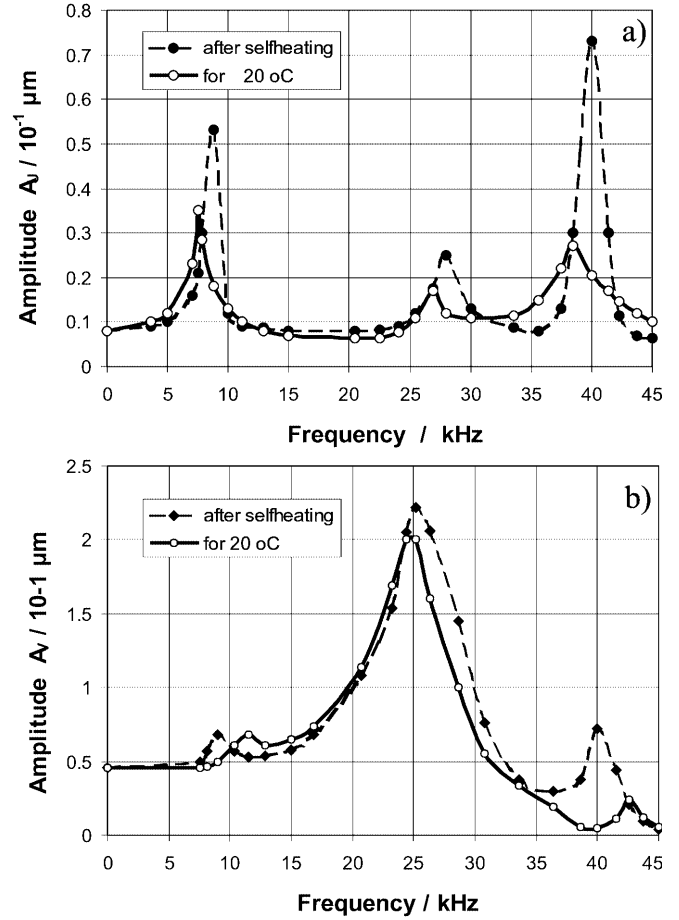 0.8
0.7
0.6
0.5
0.4
0.3
0.2
0.1
0
a)
after selfheating
for 20 oC
Amplitude AJ / 10-1 µm
0 5 10 15 20 25 30 35 40 45
Frequency / kHz
2.5
2
1.5
1
0.5
0
b)
after selfheating
for 20 oC
Amplitude A / 10-1 µm
0 5 10 15 20 25 30 35 40 45
Frequency / kHz